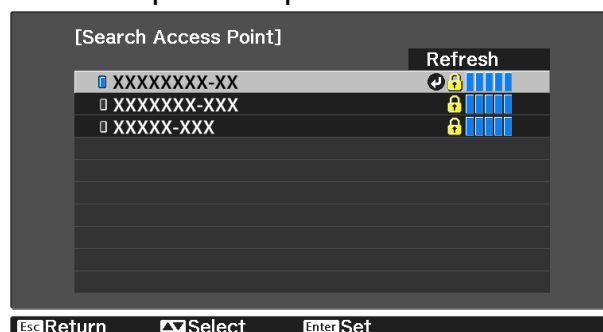 [Search Access Point]
Refresh
XXXXXXXX-XX
XXXXXXX-XXX
XXXXX-XXX
Esc Return Select Enter Set